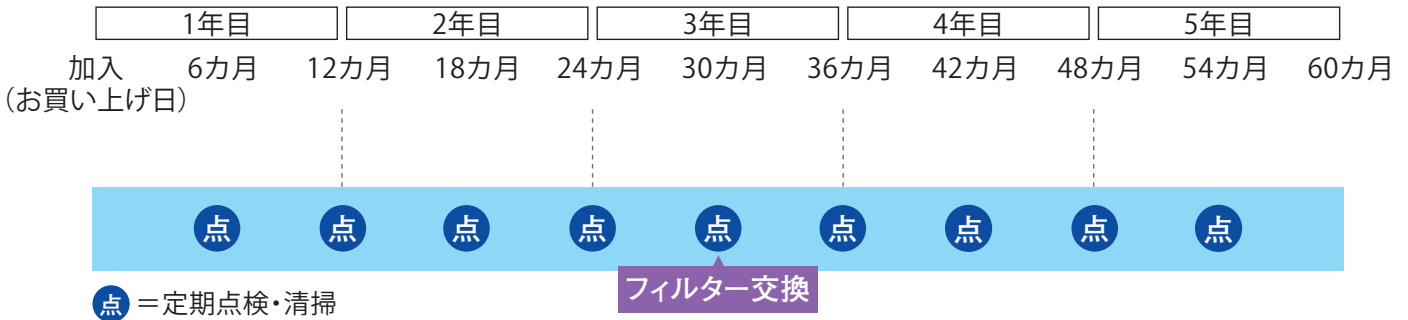 1年目 2年目 3年目 4年目 5年目
加入 6カ月 12カ月 18カ月 24カ月 30カ月 36カ月 42カ月 48カ月 54カ月 60カ月
(お買い上げ日)
点 点 点 点 点 点 点 点 点
フィルター交換
点 =定期点検・清掃